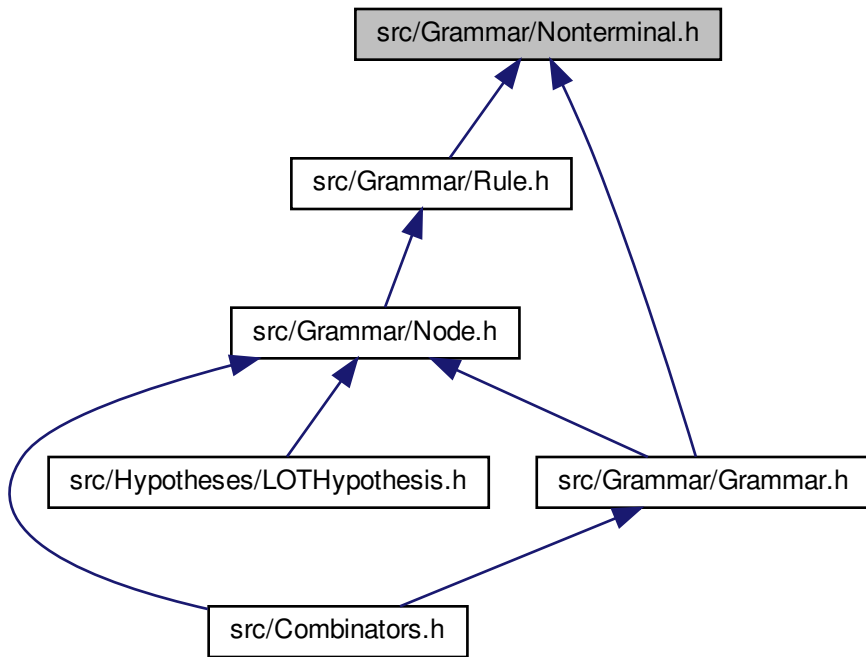 src/Grammar/Nonterminal.h
src/Grammar/Rule.h
src/Grammar/Node.h
src/Hypotheses/LOTHypothesis.h
src/Grammar/Grammar.h
src/Combinators.h